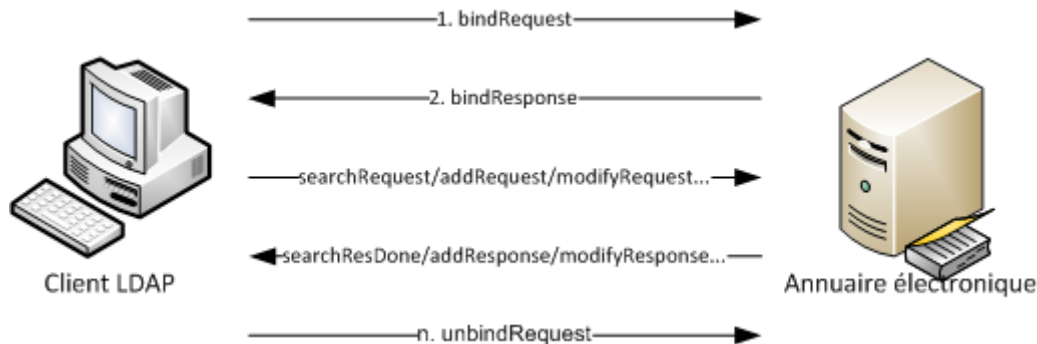 1. bindRequest
2. bindResponse
searchRequest/addRequest/modifyRequest...
searchResDone/addResponse/modifyResponse...
Client LDAP
Annuaire électronique
n. unbindRequest